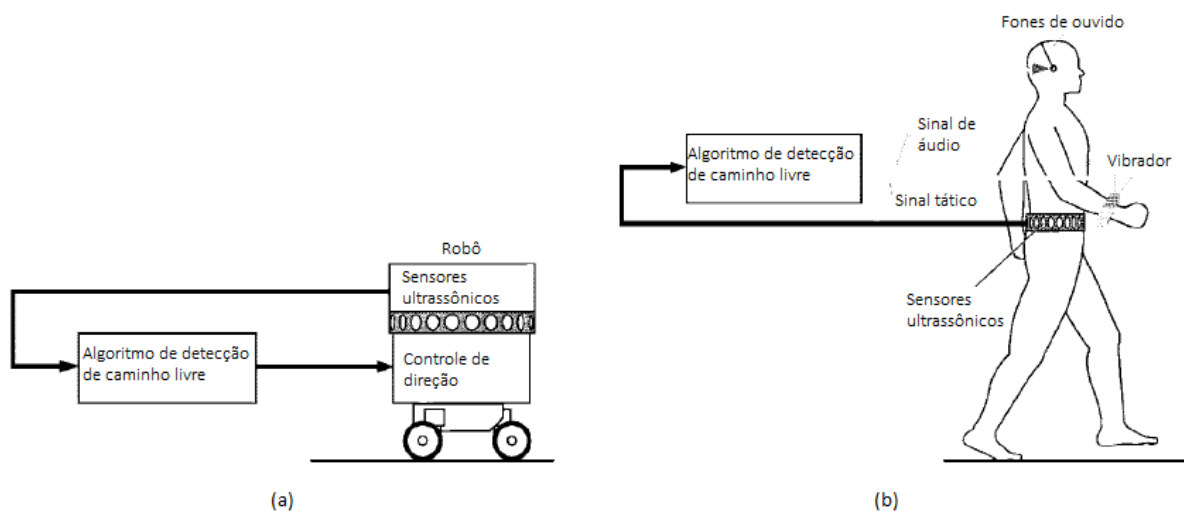 Robô
Sensores
ultrassônicos
Algoritmo de detecção
de caminho livre
Controle de
direção
(a)
Fones de ouvido
Sinal de
áudio
Algoritmo de detecção
de caminho livre
Vibrador
Sinal tático
Sensores
ultrassônicos
(b)